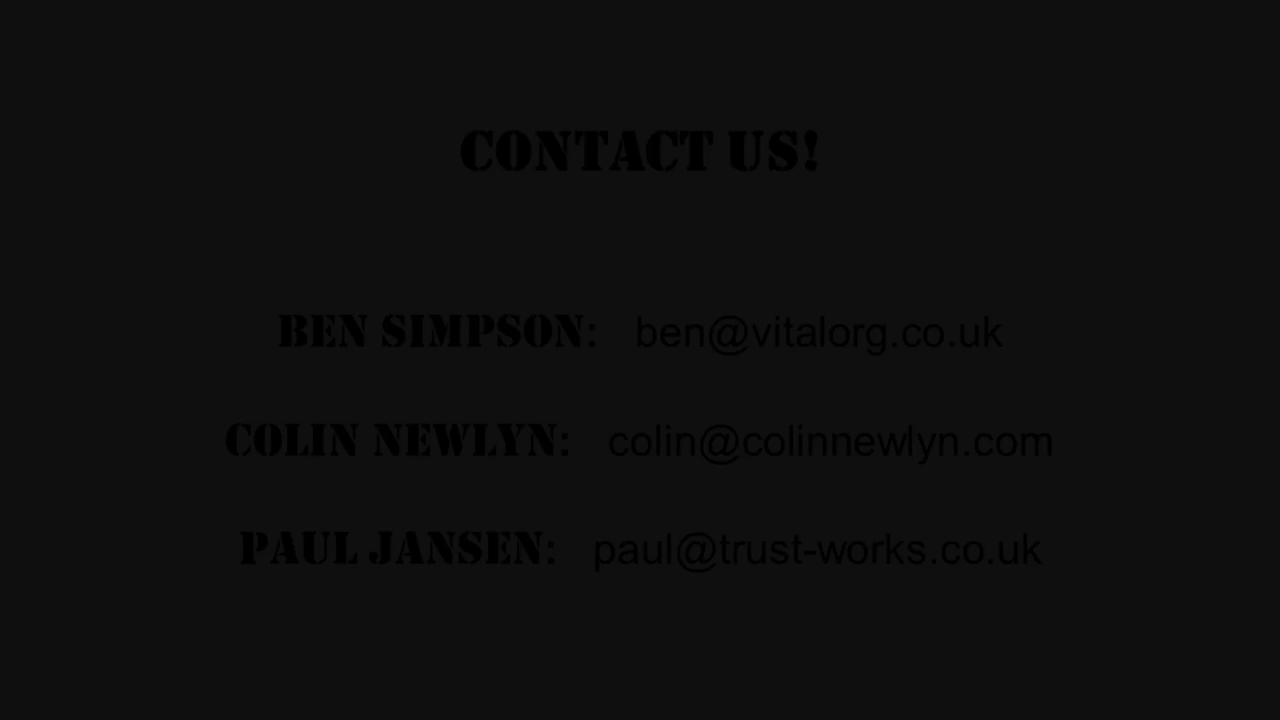 CONTACT US!
BEN SIMPSON: ben@vitalorg.co.uk
COLIN NEWLYN: colin@colinnewlyn.com
PAUL JANSEN: paul@trust-works.co.uk